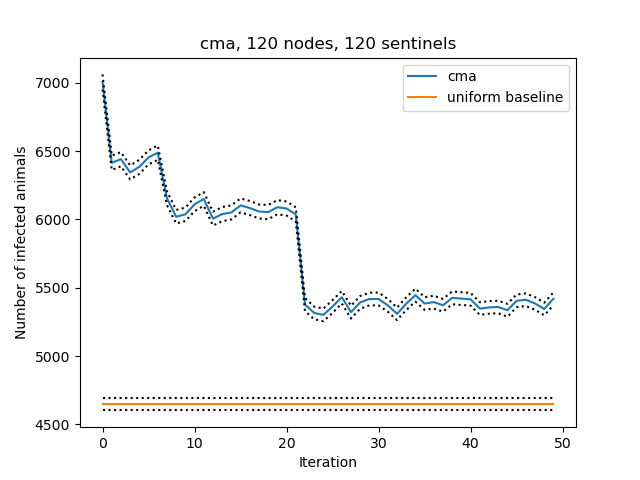 cma, 120 nodes, 120 sentinels
cma
uniform baseline
Number of infected animals
7000
6500
6000
5500
5000
4500
0 10 20 30 40 50
Iteration